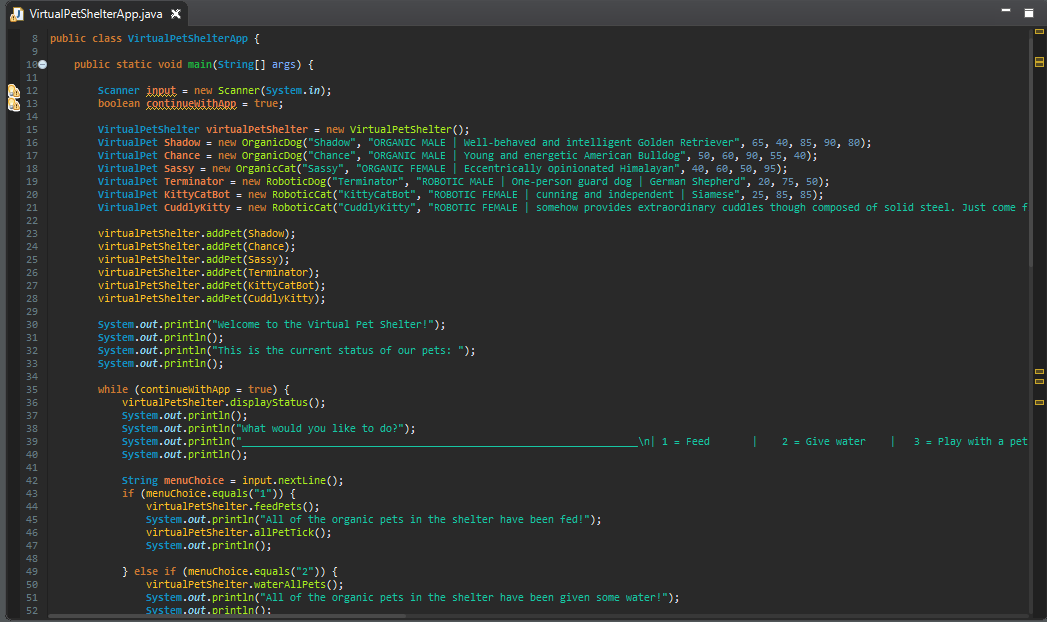 VirtualPetShelterApp.java
8 public class VirtualPetShelterApp {
9
10 public static void main(String[] args) {
11
12 Scanner input = new Scanner(System.in);
13 boolean continueWithApp = true;
14
15 VirtualPetShelter virtualPetShelter = new VirtualPetShelter();
16 VirtualPet Shadow = new OrganicDog("Shadow", "ORGANIC MALE | Well-behaved and intelligent Golden Retriever", 65, 40, 85, 90, 80);
17 VirtualPet Chance = new OrganicDog("Chance", "ORGANIC MALE | Young and energetic American Bulldog", 50, 60, 90, 55, 40);
18 VirtualPet Sassy = new OrganicCat("Sassy", "ORGANIC FEMALE | Eccentrically opinionated Himalayan", 40, 60, 50, 95);
19 VirtualPet Terminator = new RoboticDog("Terminator", "ROBOTIC MALE | One-person guard dog | German Shepherd", 20, 75, 50);
20 VirtualPet KittyCatBot = new RoboticCat("KittyCatBot", "ROBOTIC FEMALE | cunning and independent | Siamese", 25, 85, 85);
21 VirtualPet CuddlyKitty = new RoboticCat("CuddlyKitty", "ROBOTIC FEMALE | somehow provides extraordinary cuddles though composed of solid steel. Just come f
22
23 virtualPetShelter.addPet(Shadow);
24 virtualPetShelter.addPet(Chance);
25 virtualPetShelter.addPet(Sassy);
26 virtualPetShelter.addPet(Terminator);
27 virtualPetShelter.addPet(KittyCatBot);
28 virtualPetShelter.addPet(CuddlyKitty);
29
30 System.out.println("Welcome to the Virtual Pet Shelter!");
31 System.out.println();
32 System.out.println("This is the current status of our pets: ");
33 System.out.println();
34
35 while (continueWithApp = true) {
36 virtualPetShelter.displayStatus();
37 System.out.println();
38 System.out.println("What would you like to do?");
39 System.out.println("__________________________________________________________________\n| 1 = Feed | 2 = Give water | 3 = Play with a pet
40 System.out.println();
41
42 String menuChoice = input.nextLine();
43 if (menuChoice.equals("1")) {
44 virtualPetShelter.feedPets();
45 System.out.println("All of the organic pets in the shelter have been fed!");
46 virtualPetShelter.allPetTick();
47 System.out.println();
48
49 } else if (menuChoice.equals("2")) {
50 virtualPetShelter.waterAllPets();
51 System.out.println("All of the organic pets in the shelter have been given some water!");
52 System.out.println();